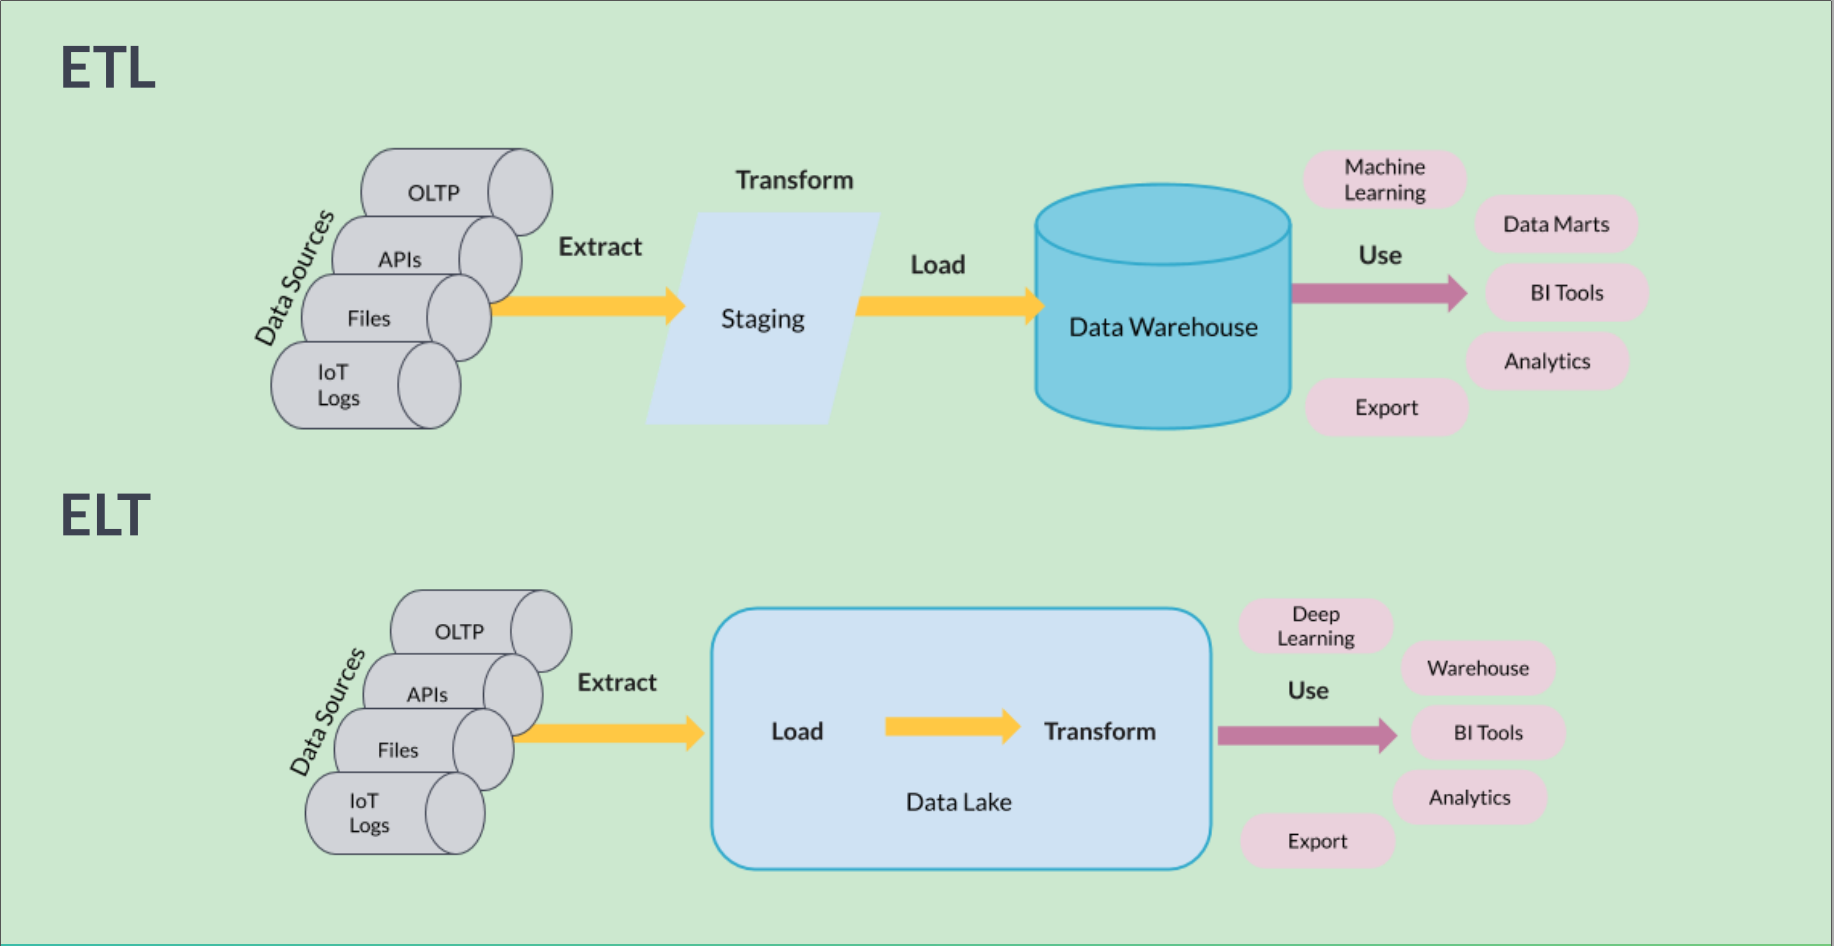 ETL
Data Sources
OLTP
APIs
Files
IoT
Logs
Extract
Transform
Staging
Load
Data Warehouse
Use
Machine
Learning
Data Marts
BI Tools
Analytics
Export
ELT
Data Sources
OLTP
APIs
Files
IoT
Logs
Extract
Load
Transform
Data Lake
Use
Deep
Learning
Warehouse
BI Tools
Analytics
Export